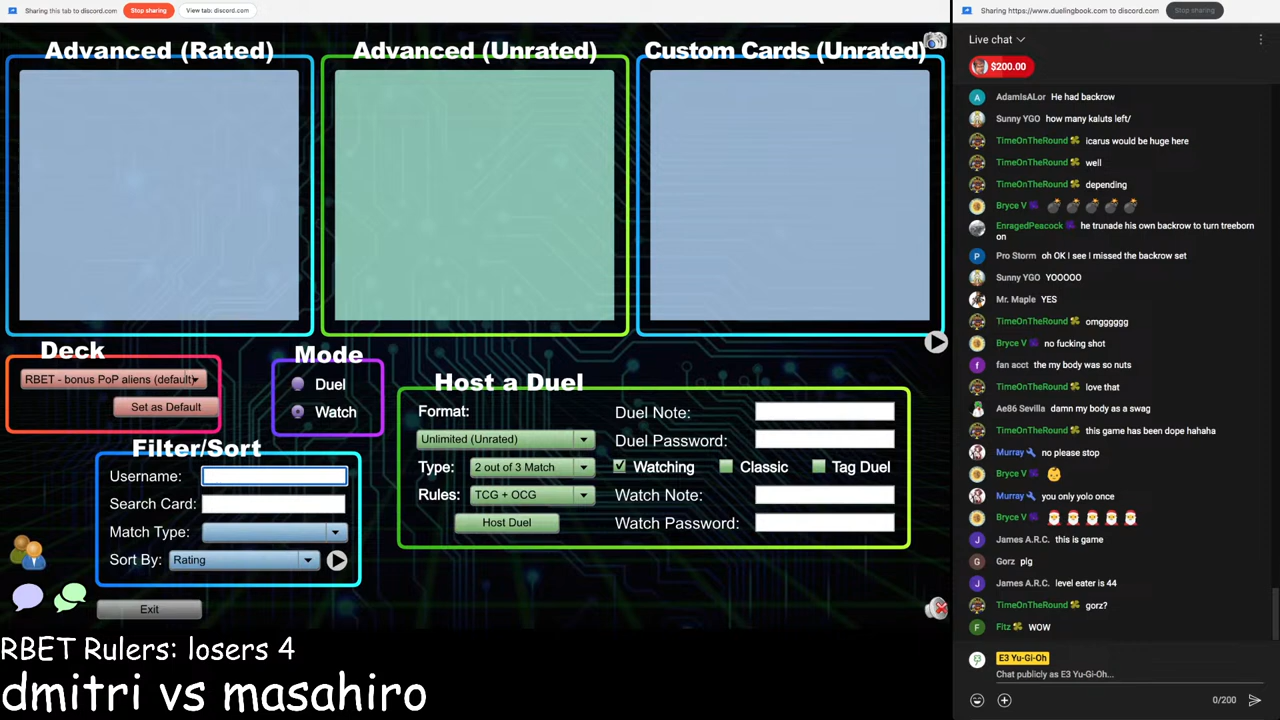 Sharing this tab to discord.com
Stop sharing
View tab: discord.com
Sharing https://www.duelingbook.com to discord.com
Stop sharing
Advanced (Rated)
Advanced (Unrated)
Custom Cards (Unrated)
Deck
RBET - bonus PoP aliens (default)
Set as Default
Mode
Duel
Watch
Filter/Sort
Username:
Search Card:
Match Type:
Sort By:
Rating
Exit
Host a Duel
Format:
Unlimited (Unrated)
Type:
2 out of 3 Match
Rules:
TCG + OCG
Host Duel
Duel Note:
Duel Password:
Watching
Classic
Tag Duel
Watch Note:
Watch Password:
RBET Rulers: losers 4
dmitri vs masahiro
Live chat
$200.00
AdamIsALor He had backrow
Sunny YGO how many kaluts left/
TimeOnTheRound icarus would be huge here
TimeOnTheRound well
TimeOnTheRound depending
Bryce V
EnragedPeacock he trunade his own backrow to turn treeborn
on
Pro Storm oh OK I see I missed the backrow set
Sunny YGO YOOOOO
Mr. Maple YES
TimeOnTheRound omgggggg
Bryce V no fucking shot
fan acct the my body was so nuts
TimeOnTheRound love that
Ae86 Sevilla damn my body as a swag
TimeOnTheRound this game has been dope hahaha
Murray no please stop
Bryce V
Murray you only yolo once
Bryce V
James A.R.C. this is game
Gorz plg
James A.R.C. level eater is 44
TimeOnTheRound gorz?
Fitz WOW
E3 Yu-Gi-Oh
Chat publicly as E3 Yu-Gi-Oh...
0/200